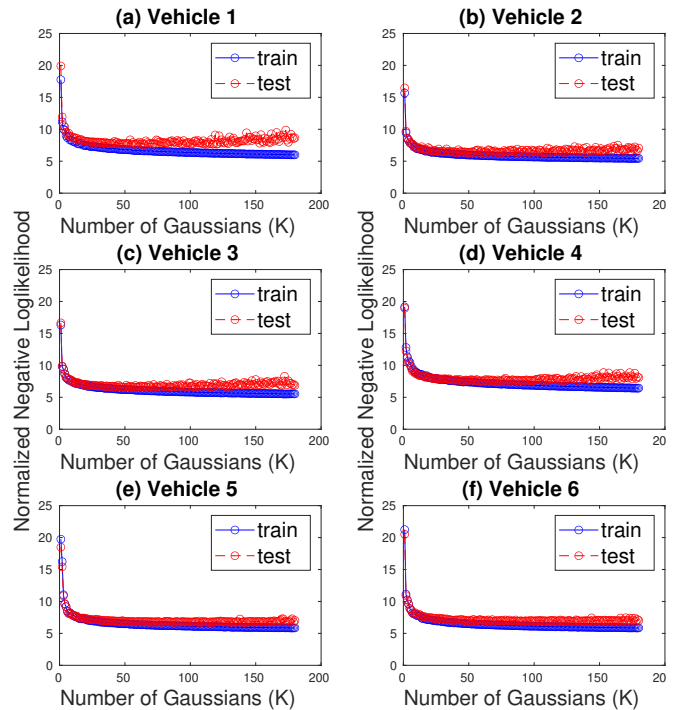 (a) Vehicle 1
25
20
15
10
5
0
0 50 100 150 200
train
test
Number of Gaussians (K)
(b) Vehicle 2
25
20
15
10
5
0
0 50 100 150 20
train
test
Number of Gaussians (K)
Normalized Negative Loglikelihood
Normalized Negative Loglikelihood
(c) Vehicle 3
25
20
15
10
5
0
0 50 100 150 200
train
test
Number of Gaussians (K)
(d) Vehicle 4
25
20
15
10
5
0
0 50 100 150 20
train
test
Number of Gaussians (K)
(e) Vehicle 5
25
20
15
10
5
0
0 50 100 150 200
train
test
Number of Gaussians (K)
(f) Vehicle 6
25
20
15
10
5
0
0 50 100 150 20
train
test
Number of Gaussians (K)